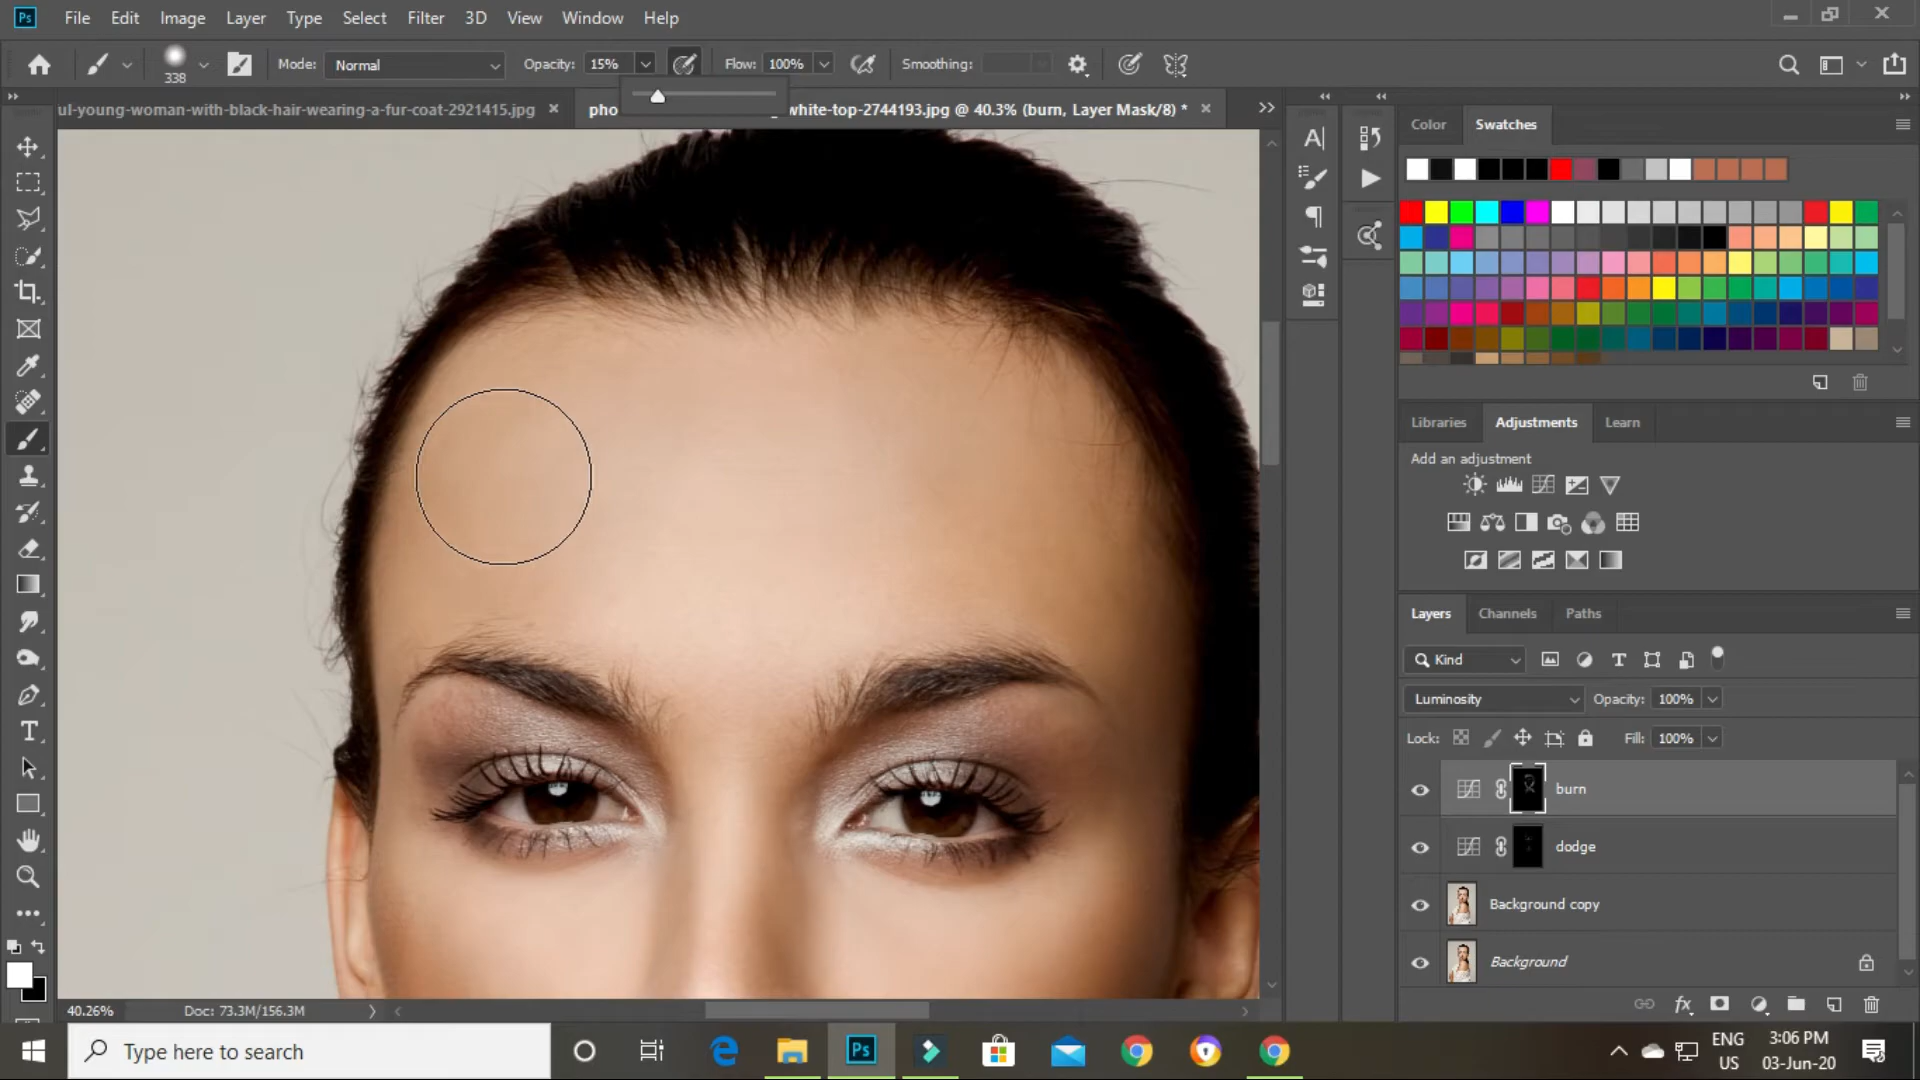 Ps File Edit Image Layer Type Select Filter 3D View Window Help
338 Mode: Normal Opacity: 15% Flow: 100% Smoothing:
ul-young-woman-with-black-hair-wearing-a-fur-coat-2921415.jpg × pho white-top-2744193.jpg @ 40.3% (burn, Layer Mask/8) * ×
Color Swatches
Libraries Adjustments Learn
Add an adjustment
Layers Channels Paths
Kind
Luminosity Opacity: 100%
Lock: Fill: 100%
burn
dodge
Background copy
Background
40.26% Doc: 73.3M/156.3M
Type here to search
Ps
ENG 3:06 PM
US 03-Jun-20